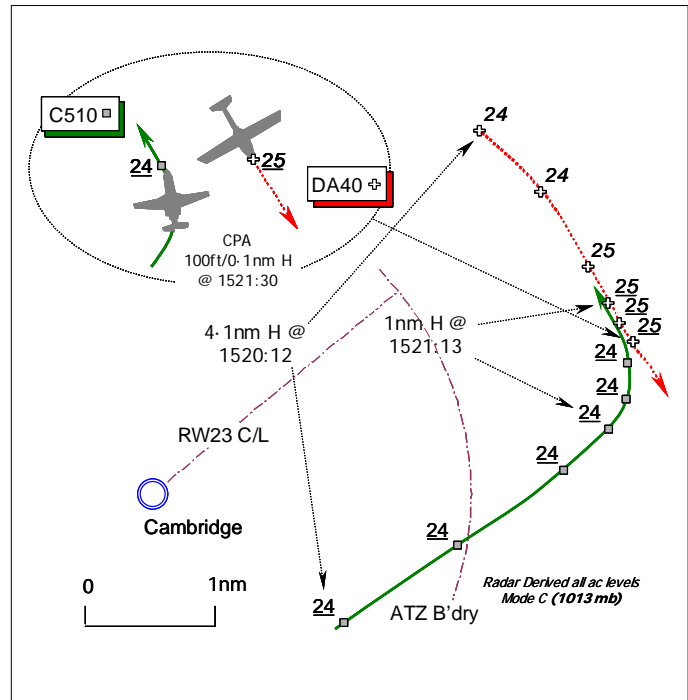 C510
24
25
DA40
CPA
100ft/0·1nm H
@ 1521:30
24
24
25
25
25
25
4·1nm H @
1520:12
1nm H @
1521:13
24
24
24
24
24
24
RW23 C/L
Cambridge
0
1nm
ATZ B'dry
Radar Derived all ac levels
Mode C (1013 mb)